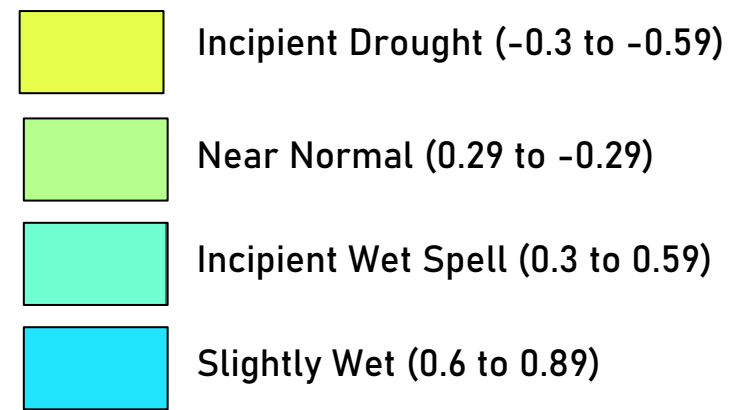 Incipient Drought (-0.3 to -0.59)
Near Normal (0.29 to -0.29)
Incipient Wet Spell (0.3 to 0.59)
Slightly Wet (0.6 to 0.89)